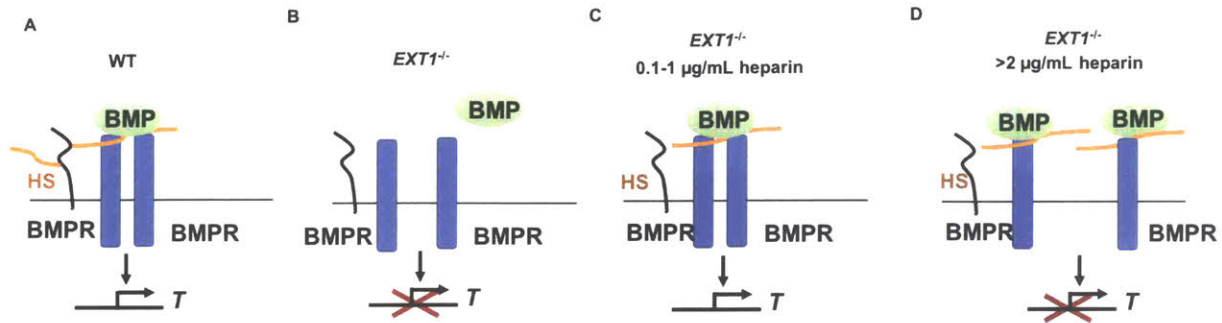 A
WT
BMP
HS
BMPR
BMPR
T
B
EXT1-/-
BMP
BMPR
BMPR
T
C
EXT1-/-
0.1-1 µg/mL heparin
BMP
HS
BMPR
BMPR
T
D
EXT1-/-
>2 µg/mL heparin
BMP
BMP
HS
BMPR
BMPR
T